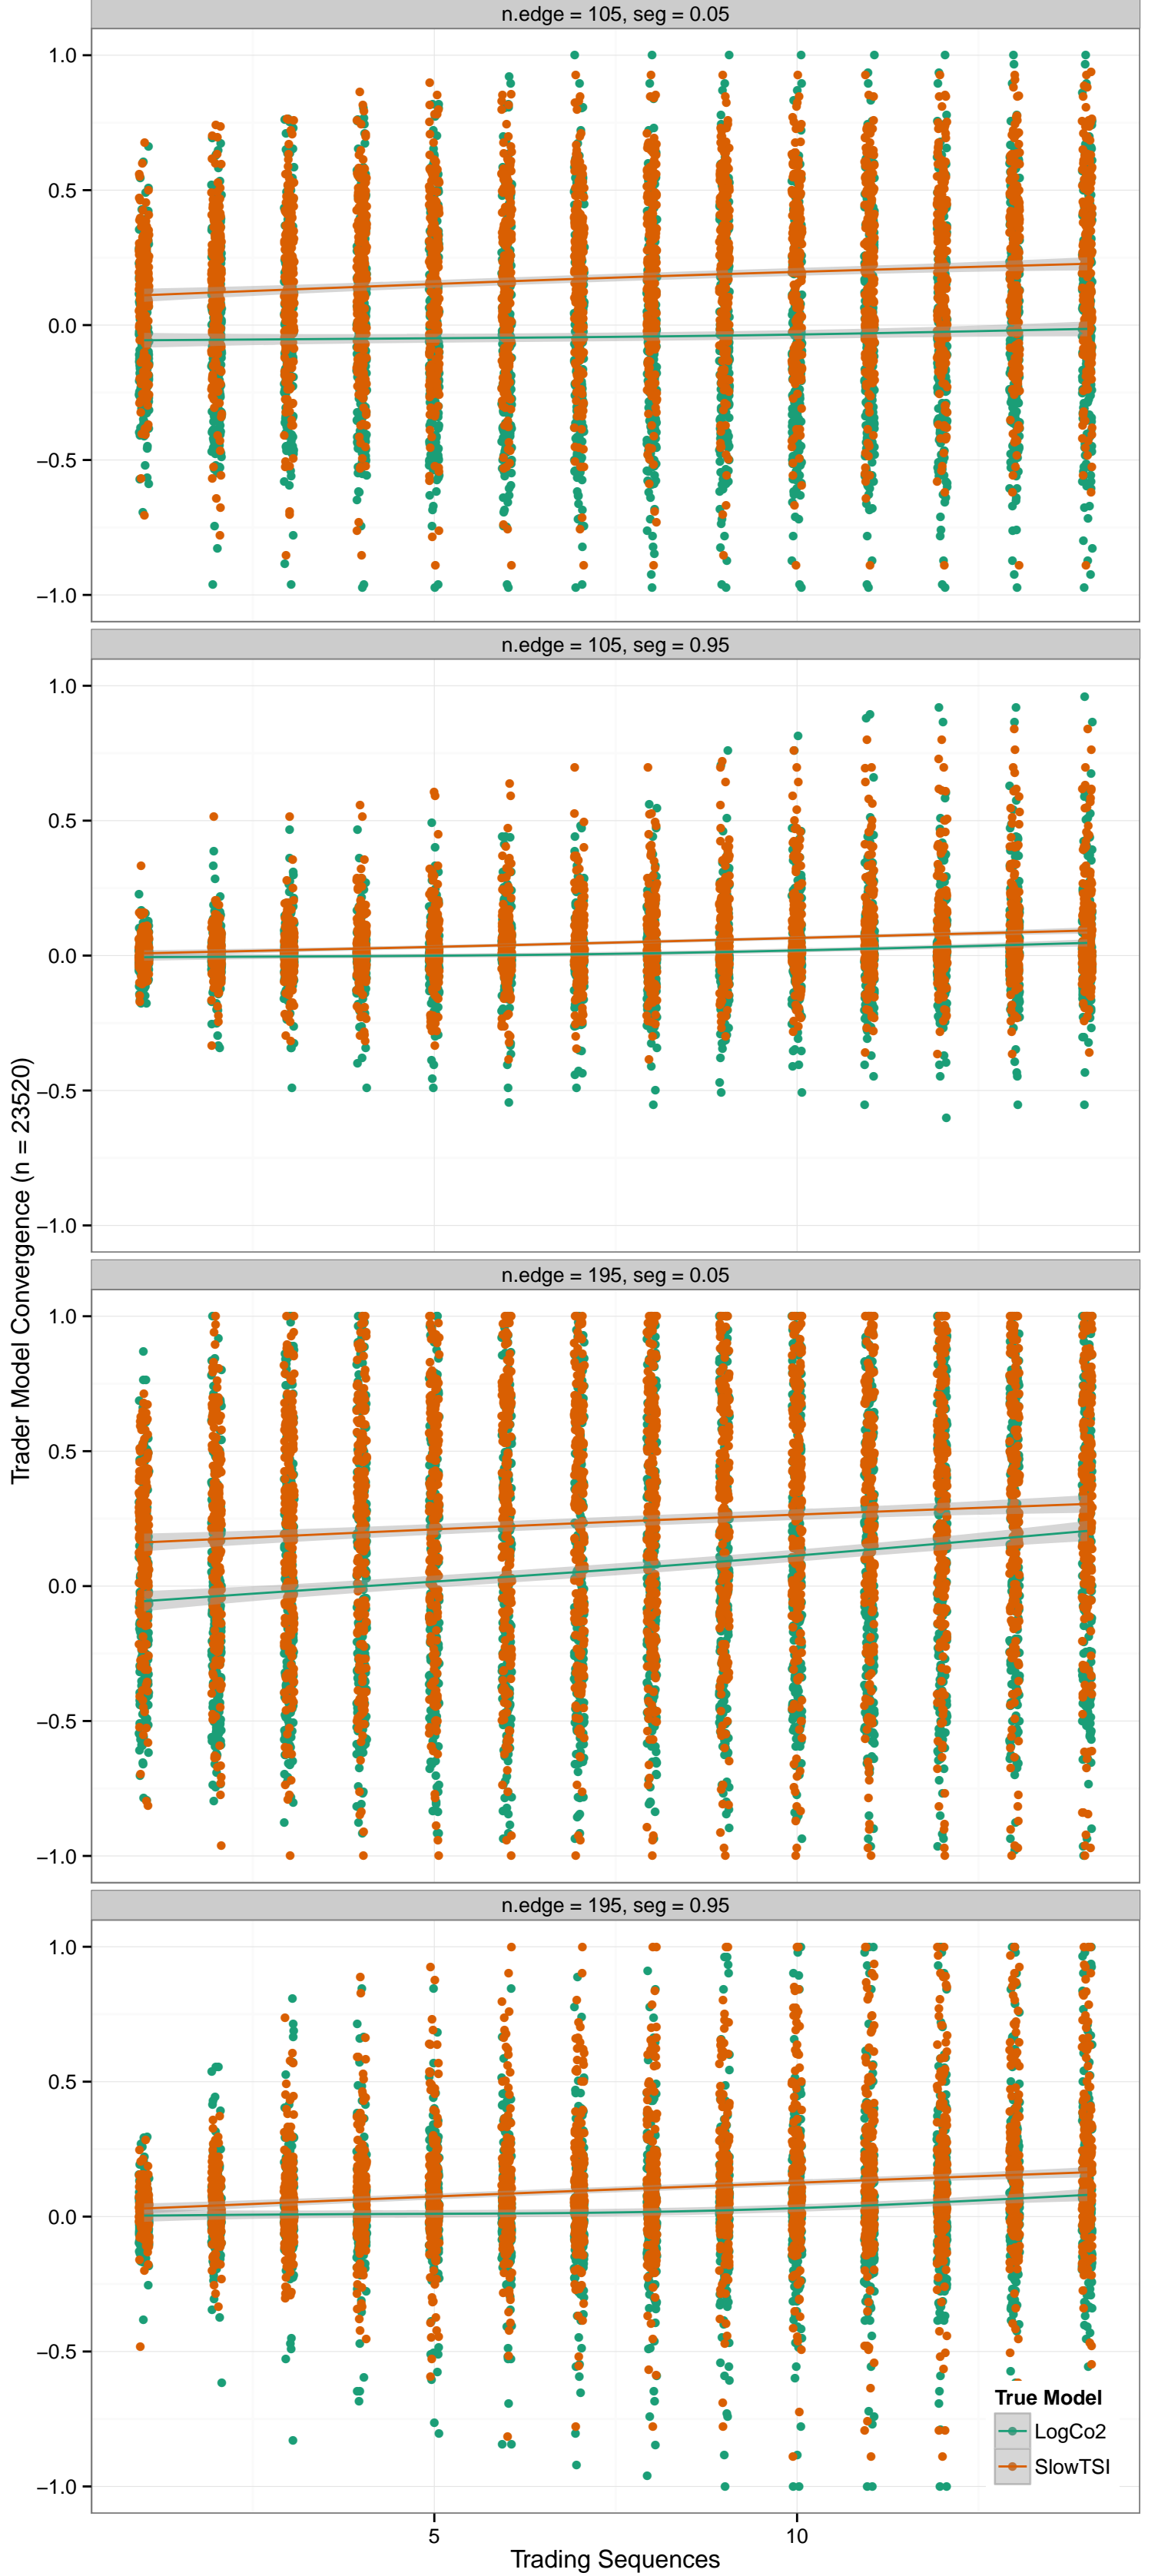 n.edge = 105, seg = 0.05
1.0
0.5
0.0
−0.5
−1.0
n.edge = 105, seg = 0.95
1.0
0.5
0.0
−0.5
−1.0
Trader Model Convergence (n = 23520)
n.edge = 195, seg = 0.05
1.0
0.5
0.0
−0.5
−1.0
n.edge = 195, seg = 0.95
1.0
0.5
0.0
−0.5
−1.0
True Model
LogCo2
SlowTSI
5
10
Trading Sequences